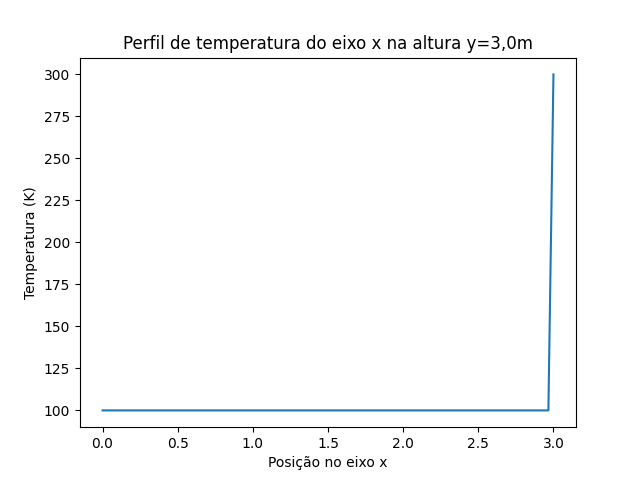 Perfil de temperatura do eixo x na altura y=3,0m
300
275
250
225
200
175
150
125
100
Temperatura (K)
0.0 0.5 1.0 1.5 2.0 2.5 3.0
Posição no eixo x